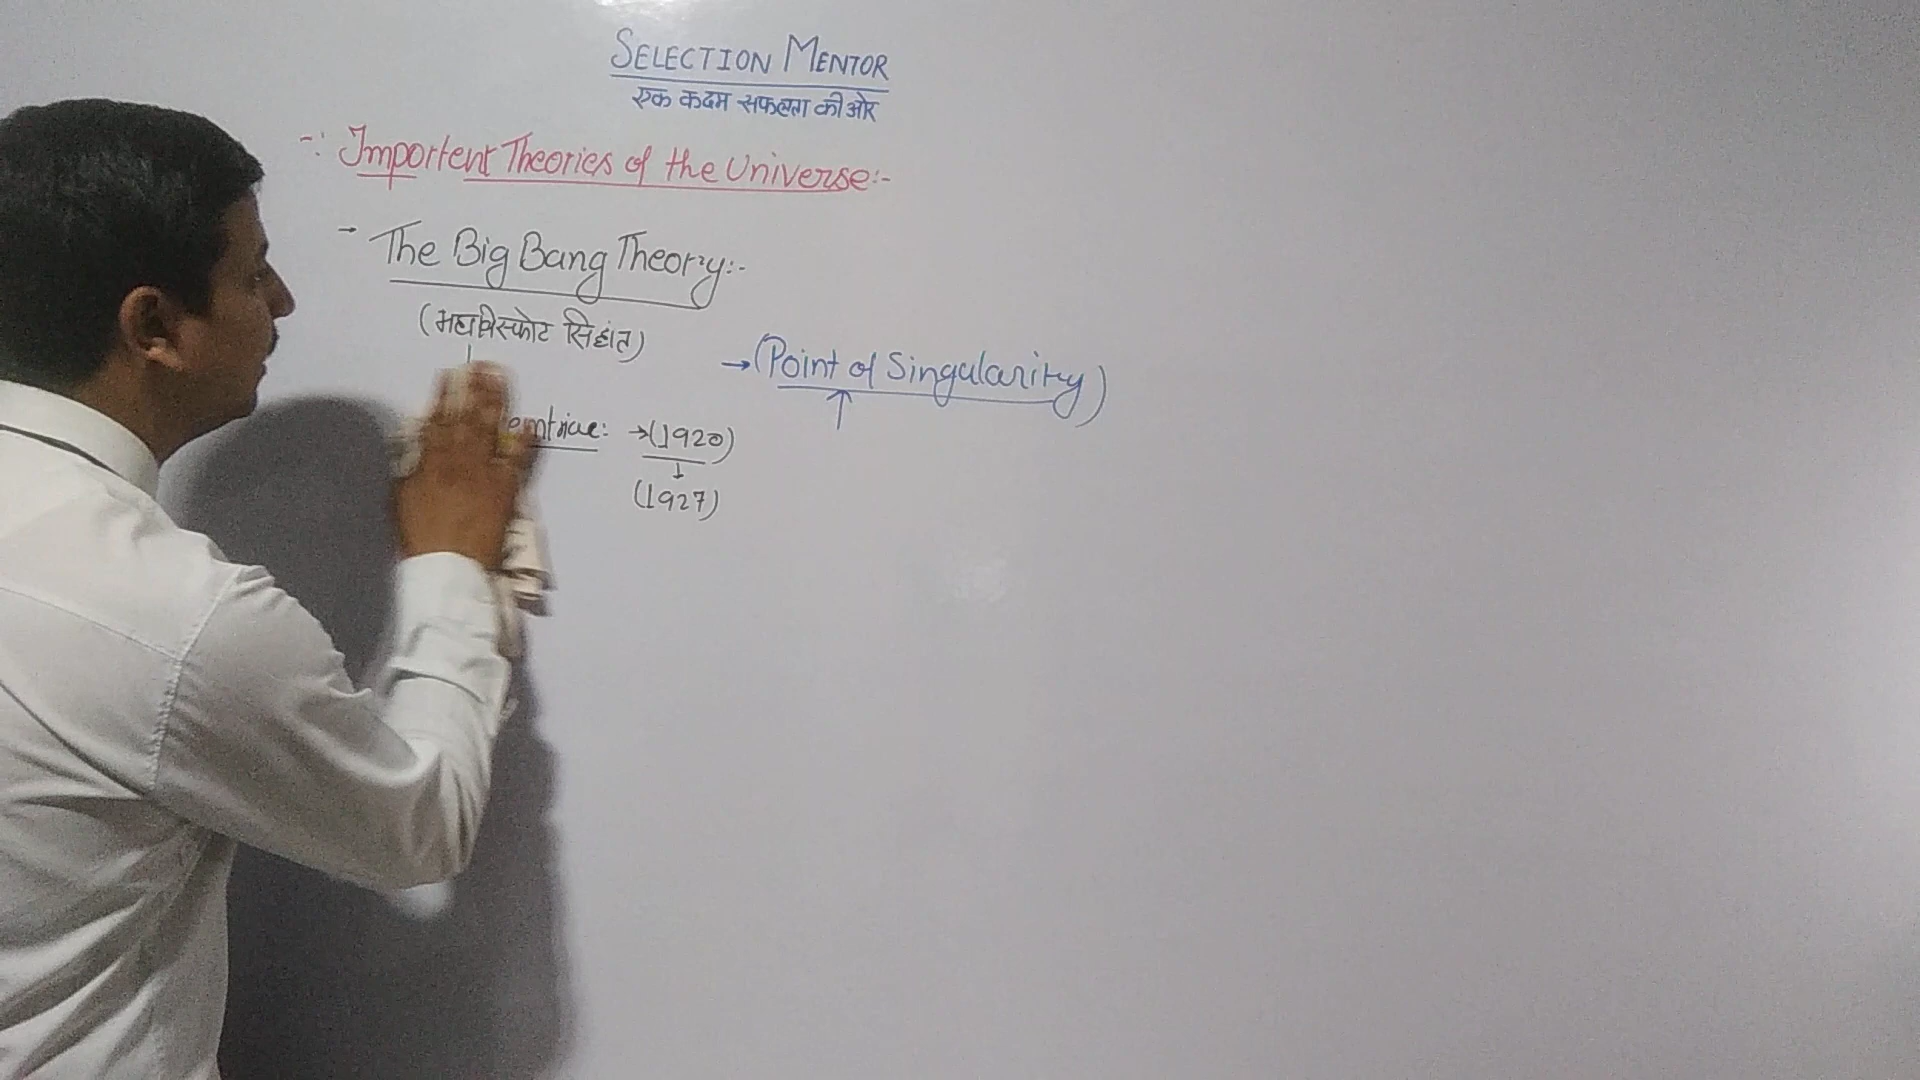 SELECTION MENTOR
एक कदम सफलता की ओर
-: Importent Theories of the Universe:-
- The Big Bang Theory:-
(महाविस्फोट सिद्धांत)
→(Point of Singularity)
→(1920)
(1927)